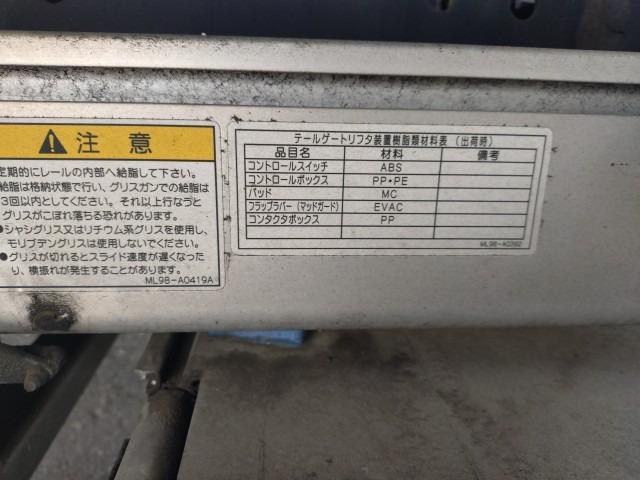 注意
定期的にレールの内部へ給脂して下さい。
給脂は格納状態で行い、グリスガンでの給脂は
3回以内としてください。それ以上行なうと
グリスがこぼれ落ちる恐れがあります。
●シャシグリス又はリチウム系グリスを使用し、
モリブデングリスは使用しないでください。
●グリスが切れるとスライド速度が遅くなった
り、横振れが発生することがあります。
ML98-A0419A
テールゲートリフタ装置樹脂類材料表（出荷時）
品目名 材料 備考
コントロールスイッチ ABS
コントロールボックス PP・PE
パッド MC
フラップラバー（マッドガード） EVAC
コンタクタボックス PP
ML98-A0392